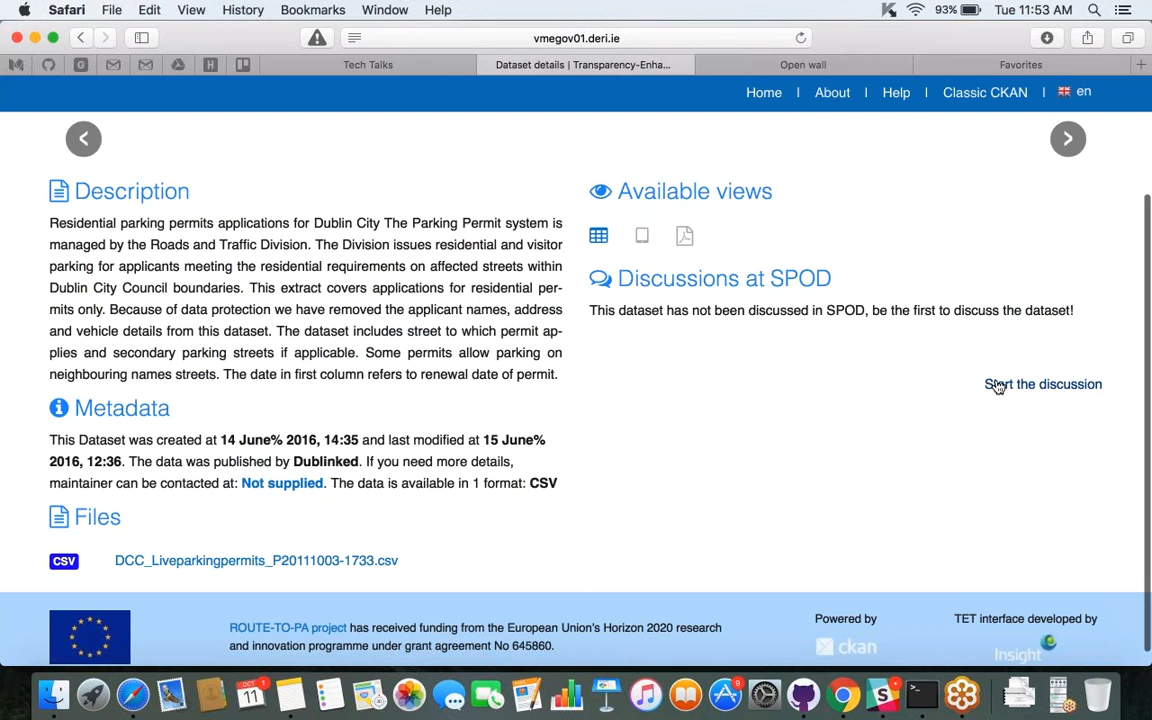 Safari File Edit View History Bookmarks Window Help 93% Tue 11:53 AM
vmegov01.deri.ie
Tech Talks Dataset details | Transparency-Enha... Open wall Favorites
Home | About | Help | Classic CKAN | en
Description
Residential parking permits applications for Dublin City The Parking Permit system is
managed by the Roads and Traffic Division. The Division issues residential and visitor
parking for applicants meeting the residential requirements on affected streets within
Dublin City Council boundaries. This extract covers applications for residential per-
mits only. Because of data protection we have removed the applicant names, address
and vehicle details from this dataset. The dataset includes street to which permit ap-
plies and secondary parking streets if applicable. Some permits allow parking on
neighbouring names streets. The date in first column refers to renewal date of permit.
Metadata
This Dataset was created at 14 June% 2016, 14:35 and last modified at 15 June%
2016, 12:36. The data was published by Dublinked. If you need more details,
maintainer can be contacted at: Not supplied. The data is available in 1 format: CSV
Files
CSV DCC_Liveparkingpermits_P20111003-1733.csv
Available views
Discussions at SPOD
This dataset has not been discussed in SPOD, be the first to discuss the dataset!
Start the discussion
ROUTE-TO-PA project has received funding from the European Union's Horizon 2020 research
and innovation programme under grant agreement No 645860.
Powered by
ckan
TET interface developed by
Insight
OCT
11
1
9